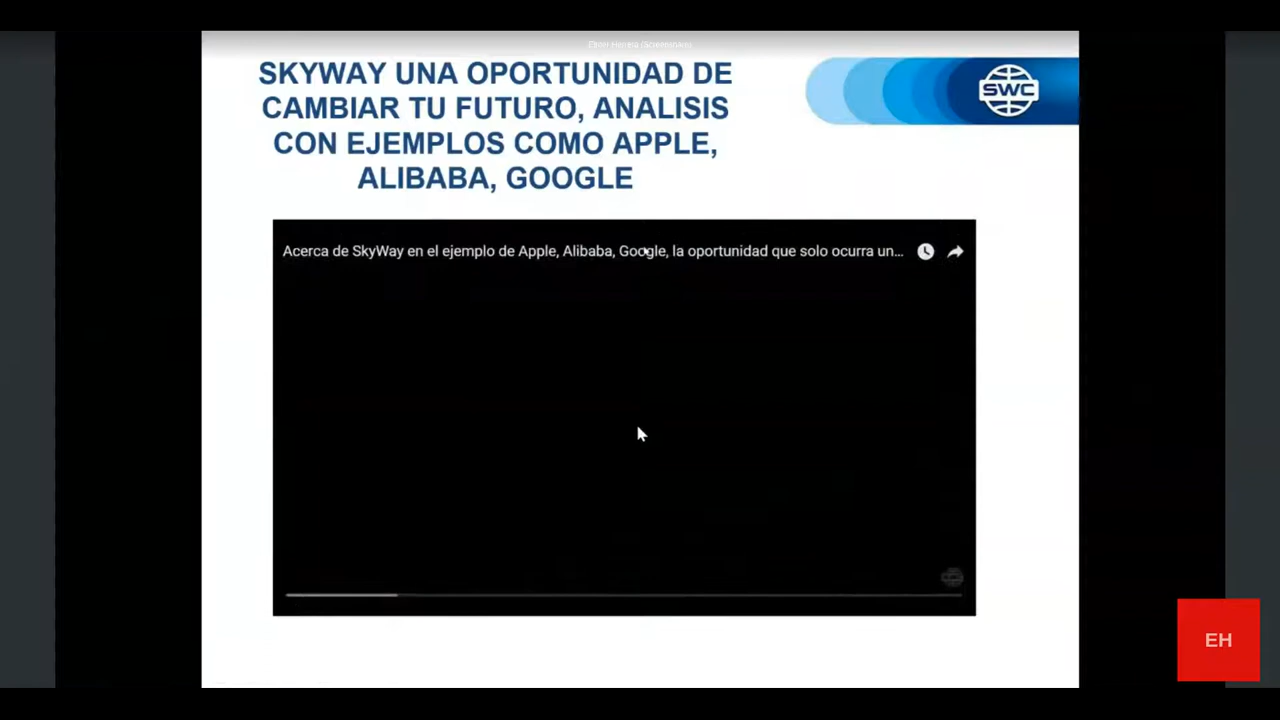 SKYWAY UNA OPORTUNIDAD DE
CAMBIAR TU FUTURO, ANALISIS
CON EJEMPLOS COMO APPLE,
ALIBABA, GOOGLE
SWC
Acerca de SkyWay en el ejemplo de Apple, Alibaba, Google, la oportunidad que solo ocurra un...
EH